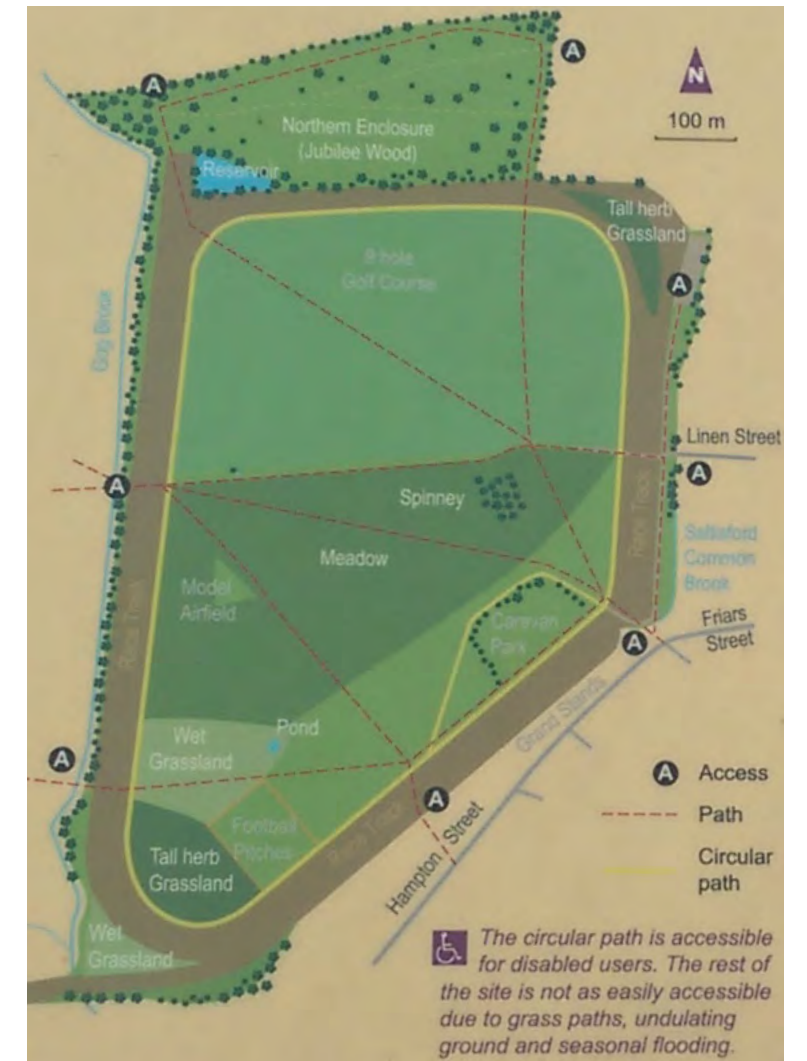 A
A
N
100 m
Northern Enclosure
(Jubilee Wood)
Reservoir
Tall herb
Grassland
A
9 hole
Golf Course
Gog Brook
Linen Street
A
A
Spinney
Race Track
Saltisford
Common
Brook
Meadow
Model
Airfield
Race Track
Caravan
Park
Friars
Street
A
Grand Stands
Wet
Grassland
Pond
A
A
Football
Pitches
Race Track
Tall herb
Grassland
Hampton Street
Wet
Grassland
A Access
Path
Circular
path
The circular path is accessible
for disabled users. The rest of
the site is not as easily accessible
due to grass paths, undulating
ground and seasonal flooding.